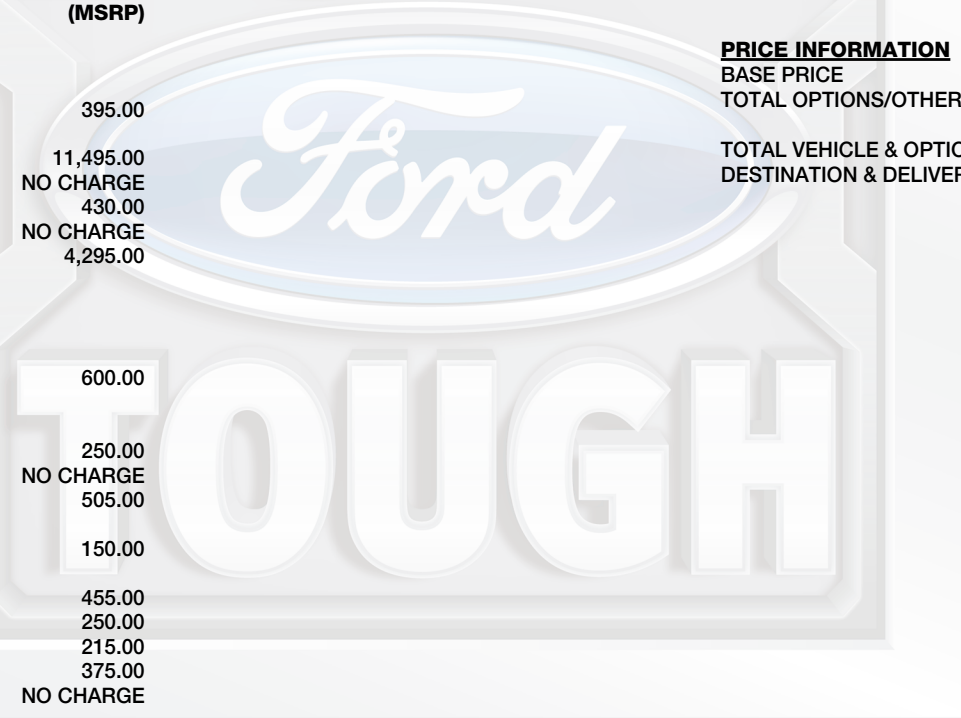 (MSRP)
395.00
11,495.00
NO CHARGE
430.00
NO CHARGE
4,295.00
600.00
250.00
NO CHARGE
505.00
150.00
455.00
250.00
215.00
375.00
NO CHARGE
PRICE INFORMATION
BASE PRICE
TOTAL OPTIONS/OTHER
TOTAL VEHICLE & OPTIO
DESTINATION & DELIVER
Ford
TOUGH